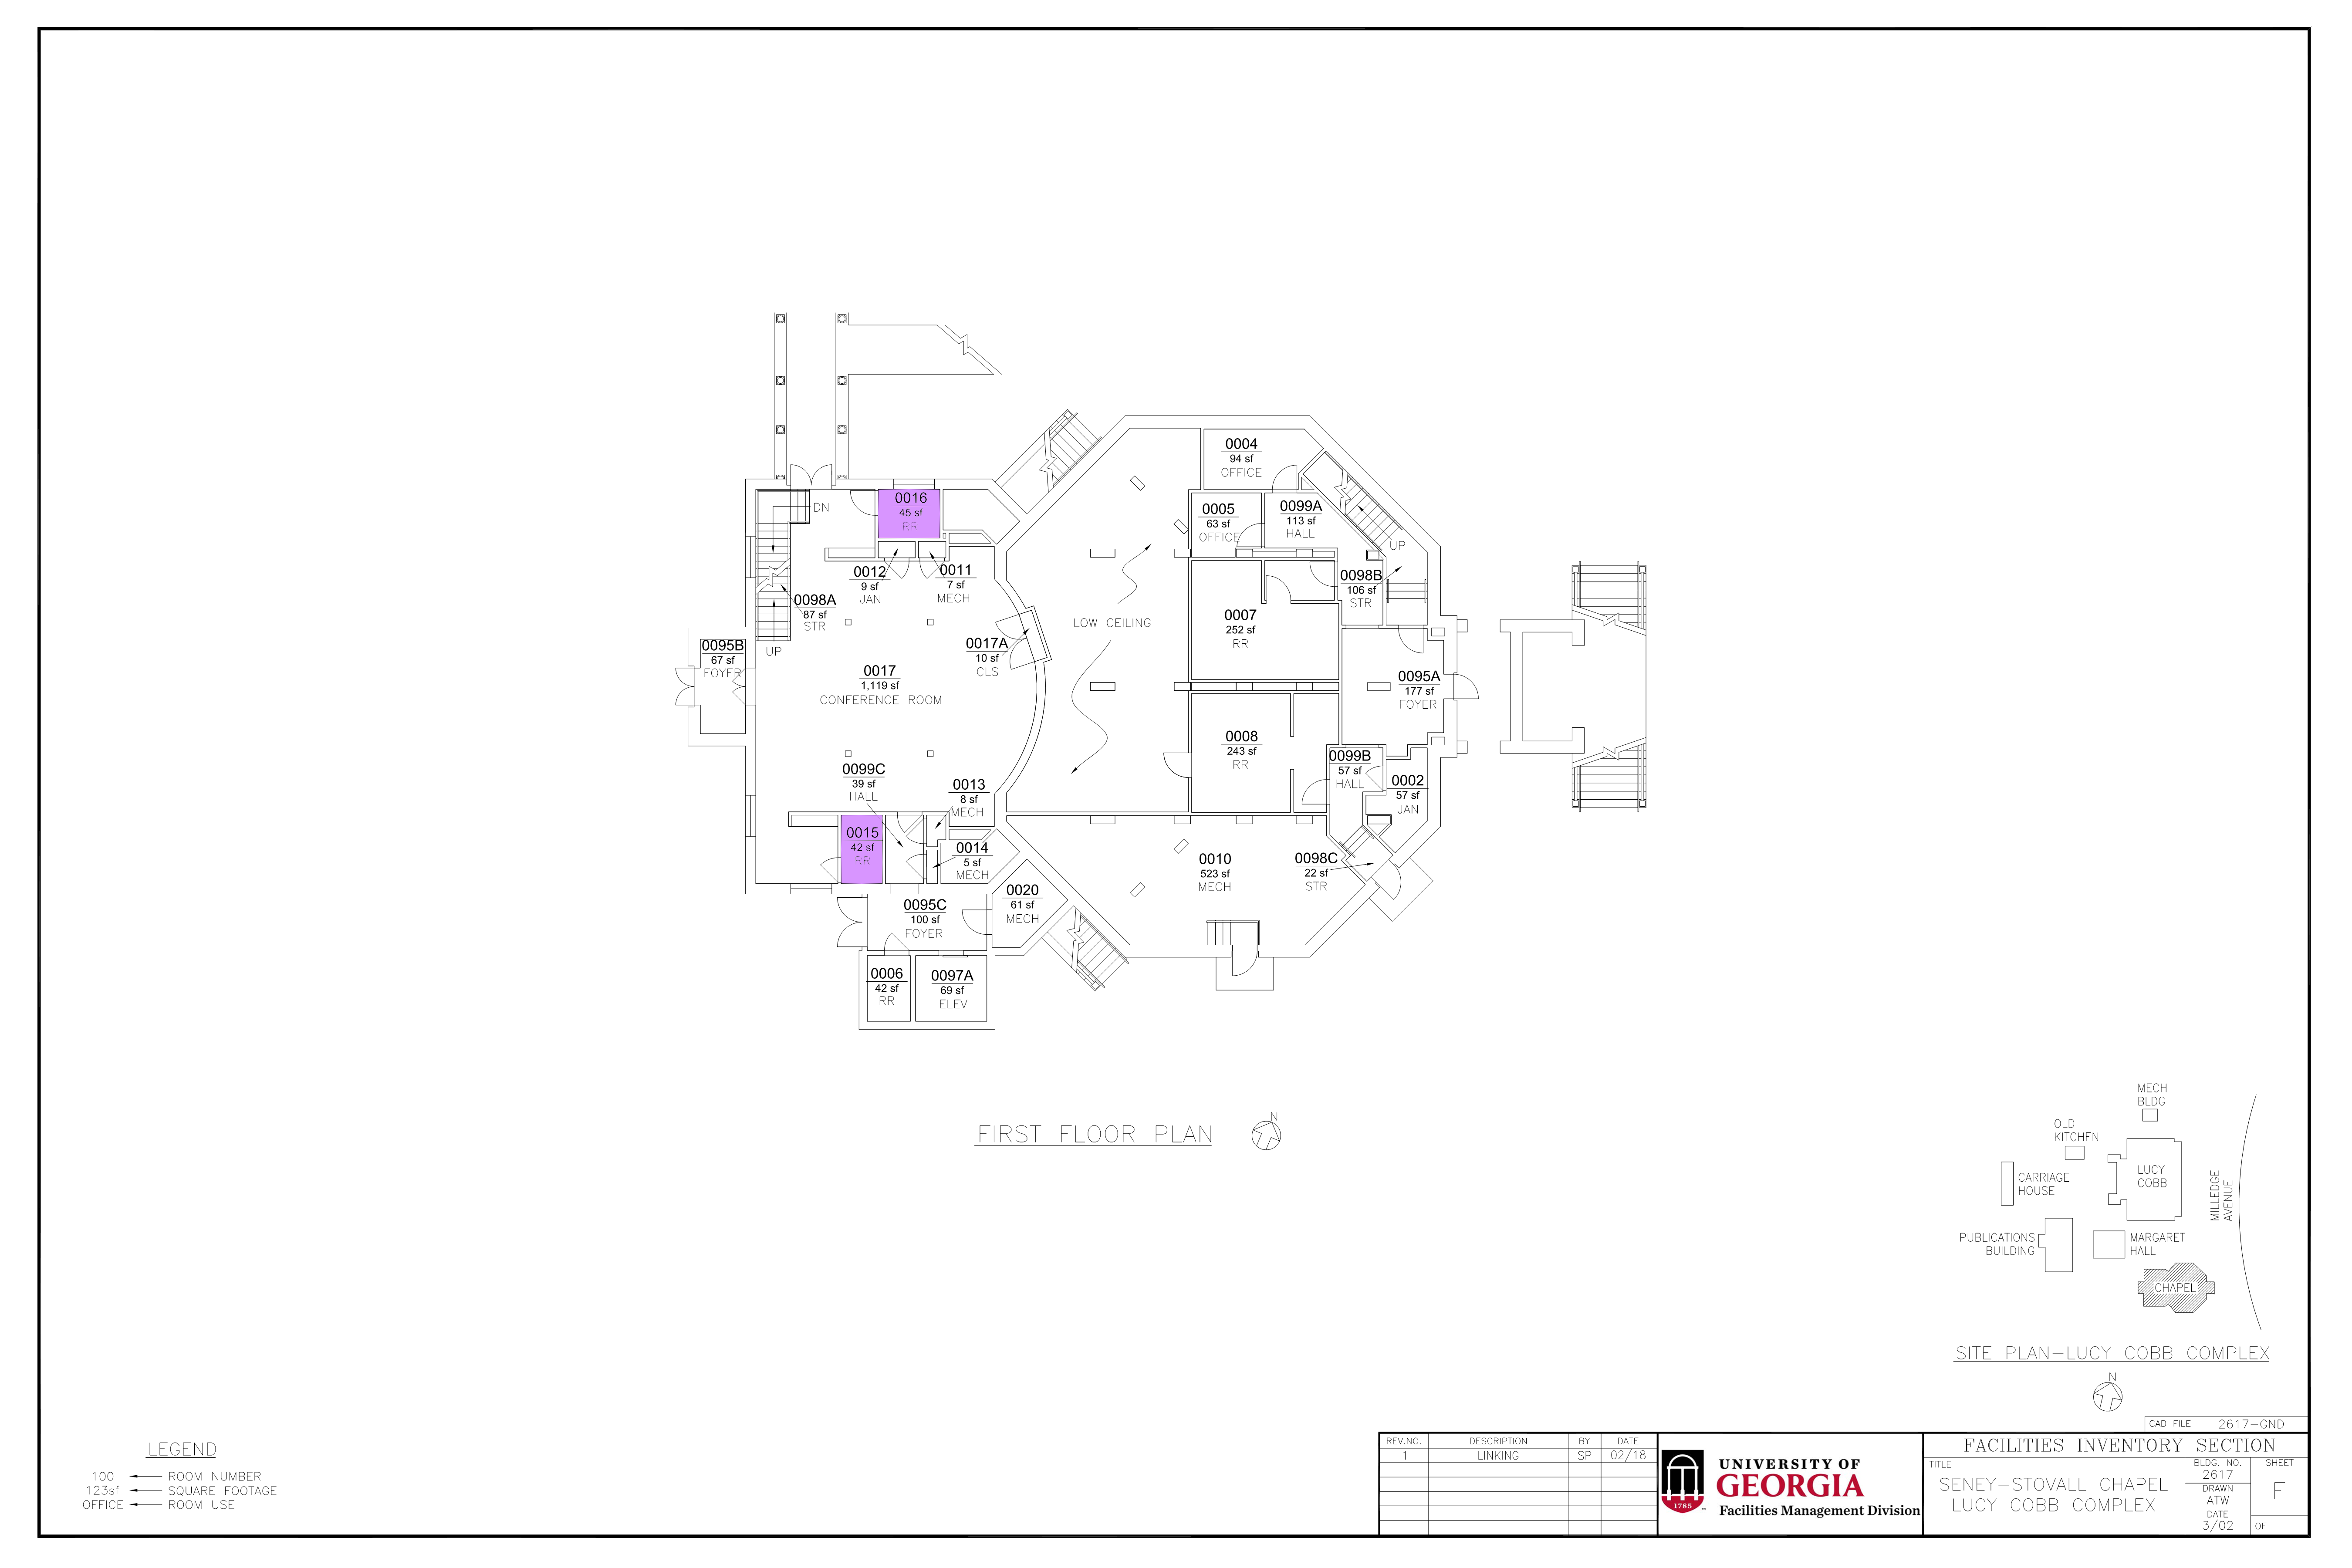 0004
94 sf
OFFICE
0016
45 sf
RR
DN
0005
63 sf
OFFICE
0099A
113 sf
HALL
UP
0012
9 sf
JAN
0011
7 sf
MECH
0098B
106 sf
STR
0098A
87 sf
STR
0007
252 sf
RR
LOW CEILING
0017A
10 sf
CLS
0095B
67 sf
FOYER
UP
0017
1,119 sf
CONFERENCE ROOM
0095A
177 sf
FOYER
0008
243 sf
RR
0099B
57 sf
HALL
0002
57 sf
JAN
0099C
39 sf
HALL
0013
8 sf
MECH
0015
42 sf
RR
0014
5 sf
MECH
0010
523 sf
MECH
0098C
22 sf
STR
0020
61 sf
MECH
0095C
100 sf
FOYER
0006
42 sf
RR
0097A
69 sf
ELEV
FIRST FLOOR PLAN
N
MECH
BLDG
OLD
KITCHEN
LUCY
COBB
CARRIAGE
HOUSE
MILLEDGE
AVENUE
PUBLICATIONS
BUILDING
MARGARET
HALL
CHAPEL
SITE PLAN-LUCY COBB COMPLEX
N
LEGEND
100 ROOM NUMBER
123sf SQUARE FOOTAGE
OFFICE ROOM USE
CAD FILE 2617-GND
REV.NO. DESCRIPTION BY DATE
1 LINKING SP 02/18
1785
UNIVERSITY OF
GEORGIA
Facilities Management Division
FACILITIES INVENTORY SECTION
TITLE
SENEY-STOVALL CHAPEL
LUCY COBB COMPLEX
BLDG. NO.
2617
DRAWN
ATW
DATE
3/02
SHEET
F
OF